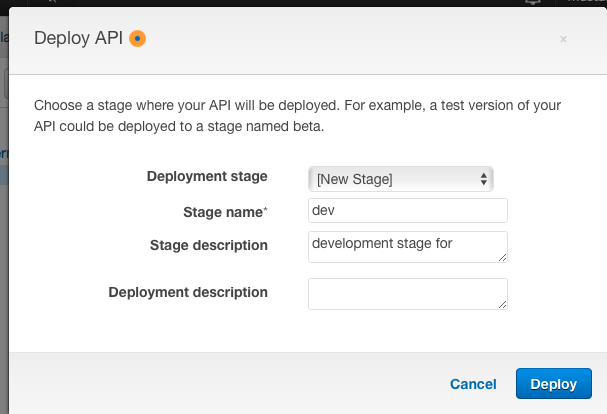 Deploy API
Choose a stage where your API will be deployed. For example, a test version of your
API could be deployed to a stage named beta.
Deployment stage [New Stage]
Stage name* dev
Stage description development stage for
Deployment description
Cancel Deploy